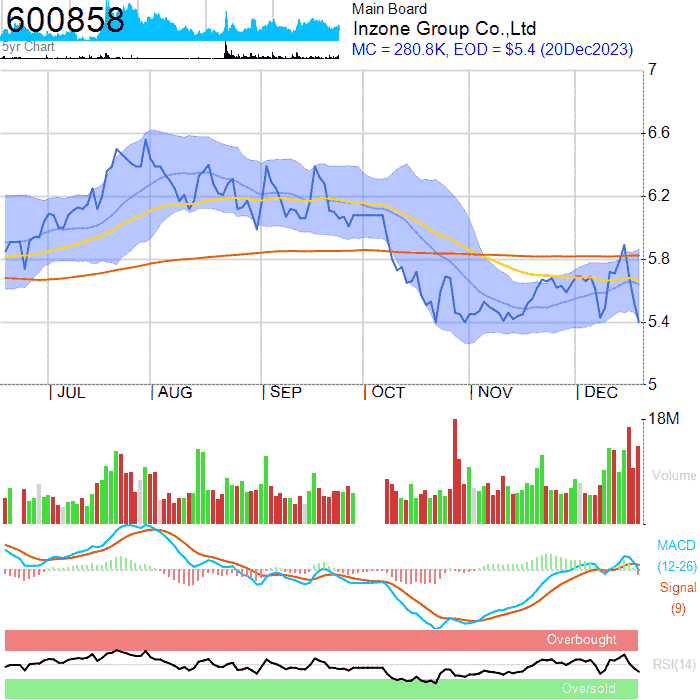 600858
5yr Chart
Main Board
Inzone Group Co.,Ltd
MC = 280.8K, EOD = $5.4 (20Dec2023)
7
6.6
6.2
5.8
5.4
5
JUL
AUG
SEP
OCT
NOV
DEC
18M
Volume
MACD
(12-26)
Signal
(9)
Overbought
RSI(14)
Oversold